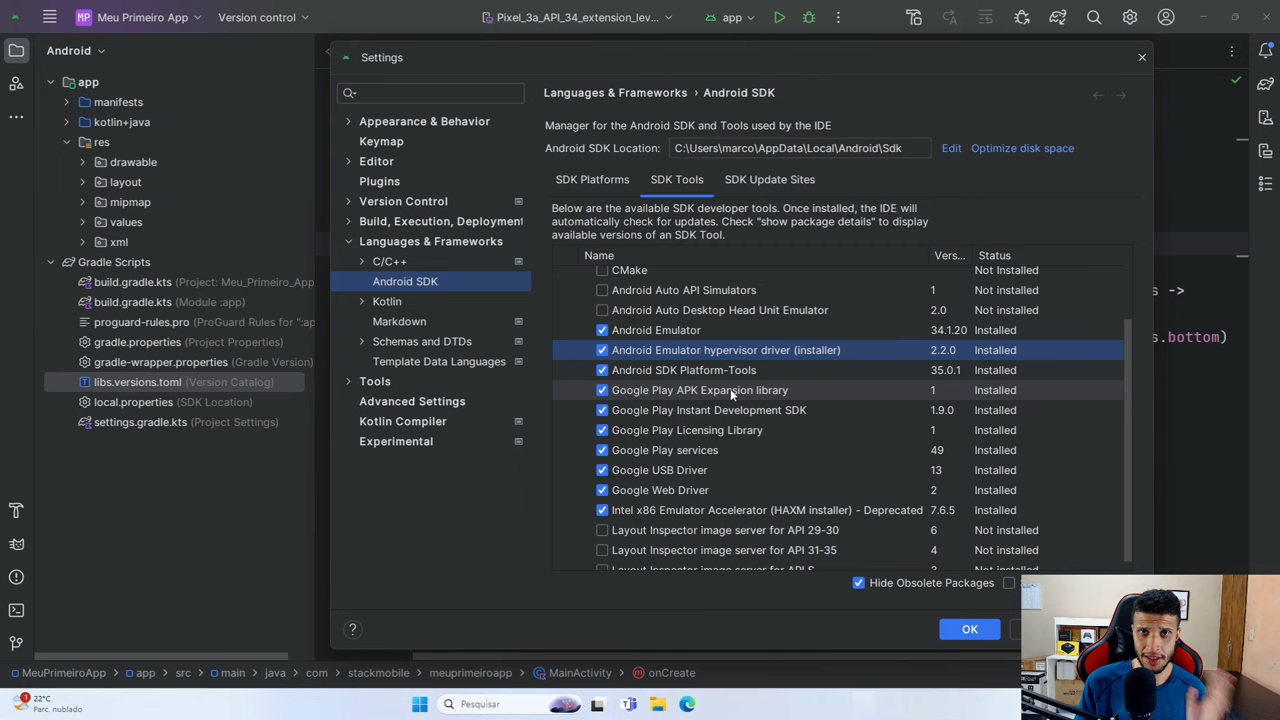 MP Meu Primeiro App
Version control
Pixel_3a_API_34_extension_lev...
app
Android
app
manifests
kotlin+java
res
drawable
layout
mipmap
values
xml
Gradle Scripts
build.gradle.kts (Project: Meu_Primeiro_App
build.gradle.kts (Module :app)
proguard-rules.pro (ProGuard Rules for ":ap
gradle.properties (Project Properties)
gradle-wrapper.properties (Gradle Version)
libs.versions.toml (Version Catalog)
local.properties (SDK Location)
settings.gradle.kts (Project Settings)
Settings
Appearance & Behavior
Keymap
Editor
Plugins
Version Control
Build, Execution, Deployment
Languages & Frameworks
C/C++
Android SDK
Kotlin
Markdown
Schemas and DTDs
Template Data Languages
Tools
Advanced Settings
Kotlin Compiler
Experimental
Languages & Frameworks > Android SDK
Manager for the Android SDK and Tools used by the IDE
Android SDK Location: C:\Users\marco\AppData\Local\Android\Sdk Edit Optimize disk space
SDK Platforms SDK Tools SDK Update Sites
Below are the available SDK developer tools. Once installed, the IDE will
automatically check for updates. Check "show package details" to display
available versions of an SDK Tool.
Name Vers... Status
CMake Not Installed
Android Auto API Simulators 1 Not installed
Android Auto Desktop Head Unit Emulator 2.0 Not installed
Android Emulator 34.1.20 Installed
Android Emulator hypervisor driver (installer) 2.2.0 Installed
Android SDK Platform-Tools 35.0.1 Installed
Google Play APK Expansion library 1 Installed
Google Play Instant Development SDK 1.9.0 Installed
Google Play Licensing Library 1 Installed
Google Play services 49 Installed
Google USB Driver 13 Installed
Google Web Driver 2 Installed
Intel x86 Emulator Accelerator (HAXM installer) - Deprecated 7.6.5 Installed
Layout Inspector image server for API 29-30 6 Not installed
Layout Inspector image server for API 31-35 4 Not installed
Layout Inspector image server for API S 3 Not installed
Hide Obsolete Packages
OK
?
s ->
s.bottom)
MeuPrimeiroApp > app > src > main > java > com > stackmobile > meuprimeiroapp > MainActivity > onCreate
1
22°C
Parc. nublado
Pesquisar